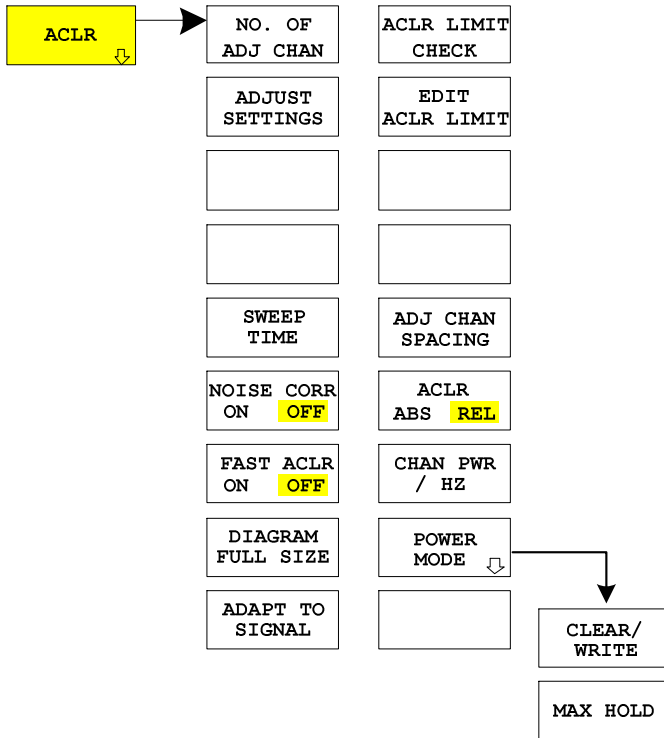 ACLR
NO. OF
ADJ CHAN
ADJUST
SETTINGS
SWEEP
TIME
NOISE CORR
ON OFF
FAST ACLR
ON OFF
DIAGRAM
FULL SIZE
ADAPT TO
SIGNAL
ACLR LIMIT
CHECK
EDIT
ACLR LIMIT
ADJ CHAN
SPACING
ACLR
ABS REL
CHAN PWR
/ HZ
POWER
MODE
CLEAR/
WRITE
MAX HOLD